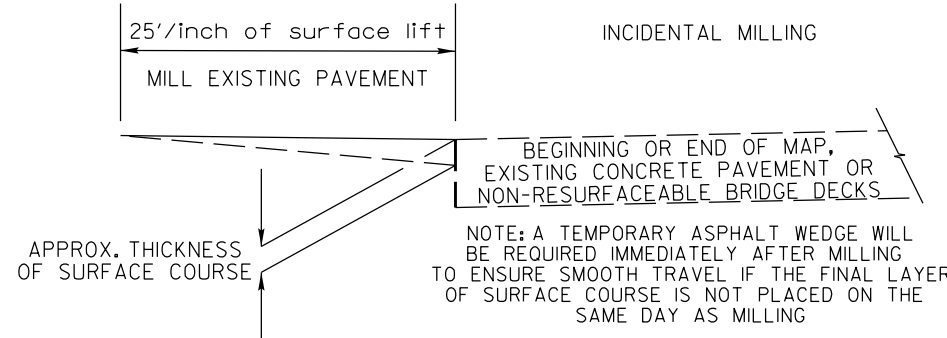 25'/inch of surface lift
INCIDENTAL MILLING
MILL EXISTING PAVEMENT
BEGINNING OR END OF MAP,
EXISTING CONCRETE PAVEMENT OR
NON-RESURFACEABLE BRIDGE DECKS
APPROX. THICKNESS
OF SURFACE COURSE
NOTE: A TEMPORARY ASPHALT WEDGE WILL
BE REQUIRED IMMEDIATELY AFTER MILLING
TO ENSURE SMOOTH TRAVEL IF THE FINAL LAYER
OF SURFACE COURSE IS NOT PLACED ON THE
SAME DAY AS MILLING